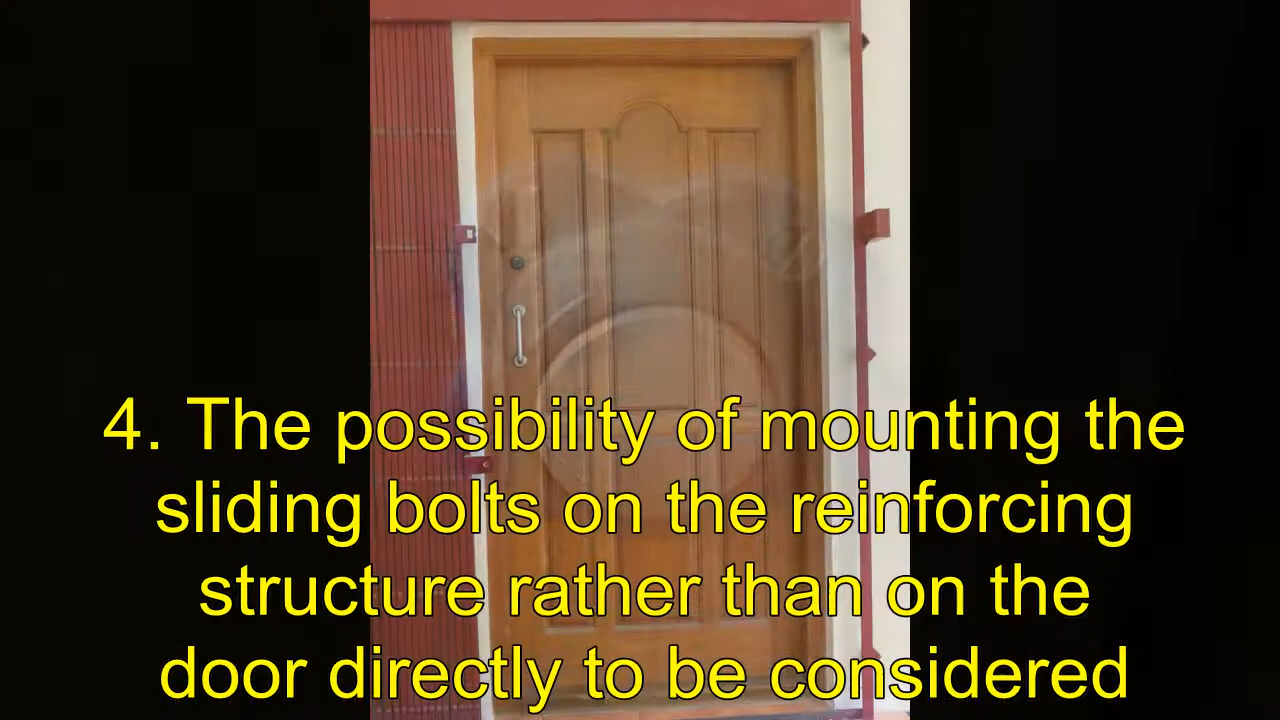 4. The possibility of mounting the
sliding bolts on the reinforcing
structure rather than on the
door directly to be considered